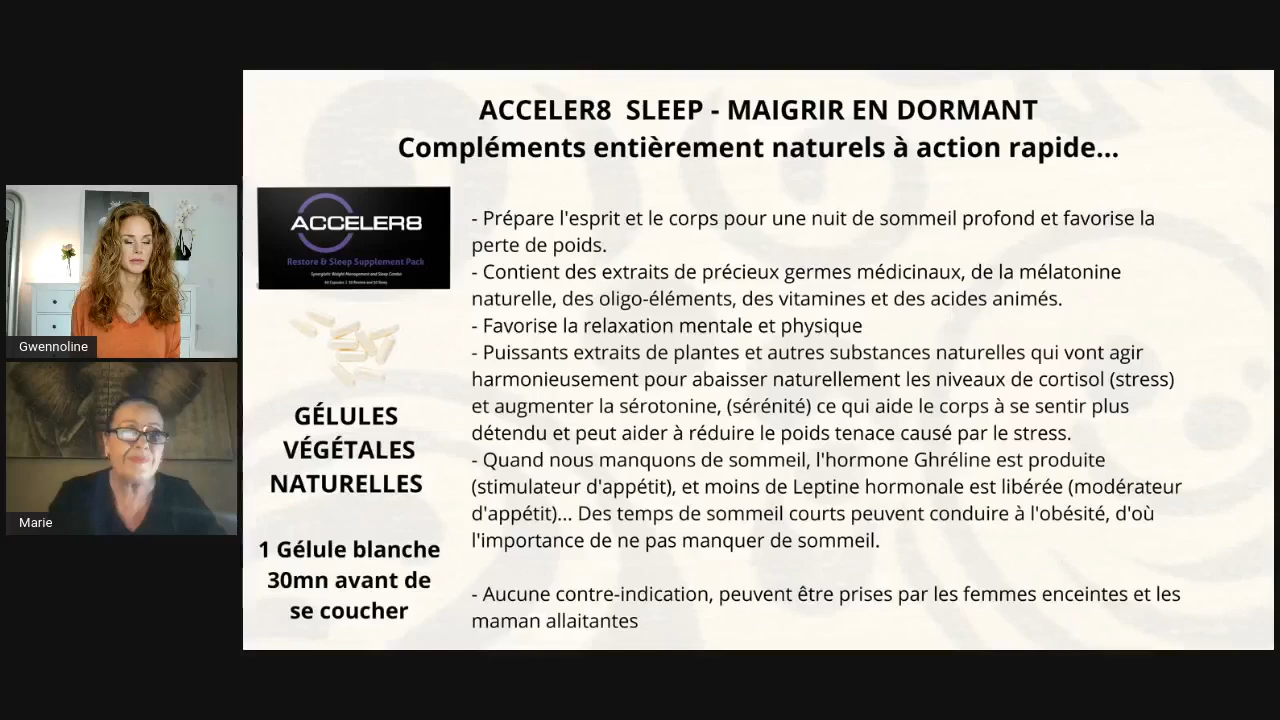 ACCELER8  SLEEP - MAIGRIR EN DORMANT
Compléments entièrement naturels à action rapide...
ACCELER8
Restore & Sleep Supplement Pack
Synergistic Weight Management and Sleep Combo
- Prépare l'esprit et le corps pour une nuit de sommeil profond et favorise la
perte de poids.
- Contient des extraits de précieux germes médicinaux, de la mélatonine
naturelle, des oligo-éléments, des vitamines et des acides animés.
- Favorise la relaxation mentale et physique
- Puissants extraits de plantes et autres substances naturelles qui vont agir
harmonieusement pour abaisser naturellement les niveaux de cortisol (stress)
et augmenter la sérotonine, (sérénité) ce qui aide le corps à se sentir plus
détendu et peut aider à réduire le poids tenace causé par le stress.
- Quand nous manquons de sommeil, l'hormone Ghréline est produite
(stimulateur d'appétit), et moins de Leptine hormonale est libérée (modérateur
d'appétit)... Des temps de sommeil courts peuvent conduire à l'obésité, d'où
l'importance de ne pas manquer de sommeil.
- Aucune contre-indication, peuvent être prises par les femmes enceintes et les
maman allaitantes
GÉLULES
VÉGÉTALES
NATURELLES
1 Gélule blanche
30mn avant de
se coucher
Gwennoline
Marie